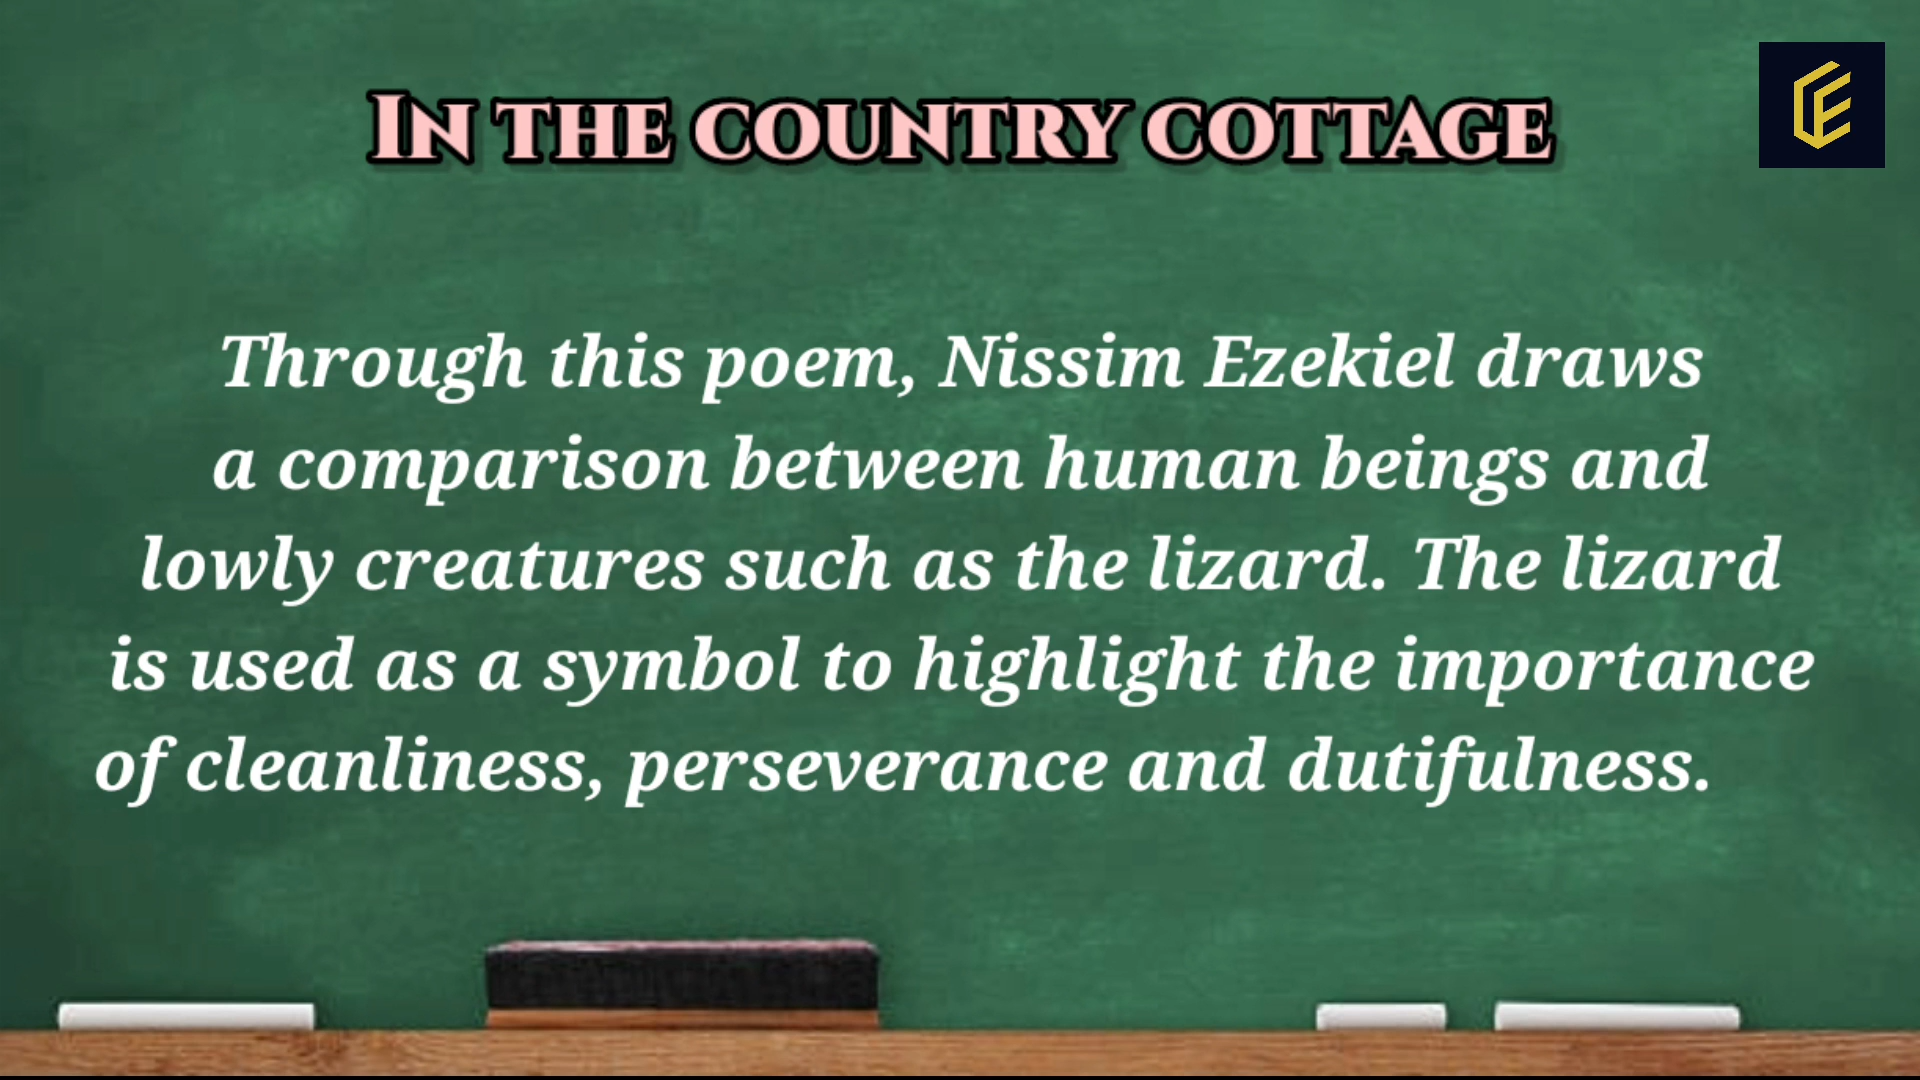 In the country cottage
Through this poem, Nissim Ezekiel draws
a comparison between human beings and
lowly creatures such as the lizard. The lizard
is used as a symbol to highlight the importance
of cleanliness, perseverance and dutifulness.